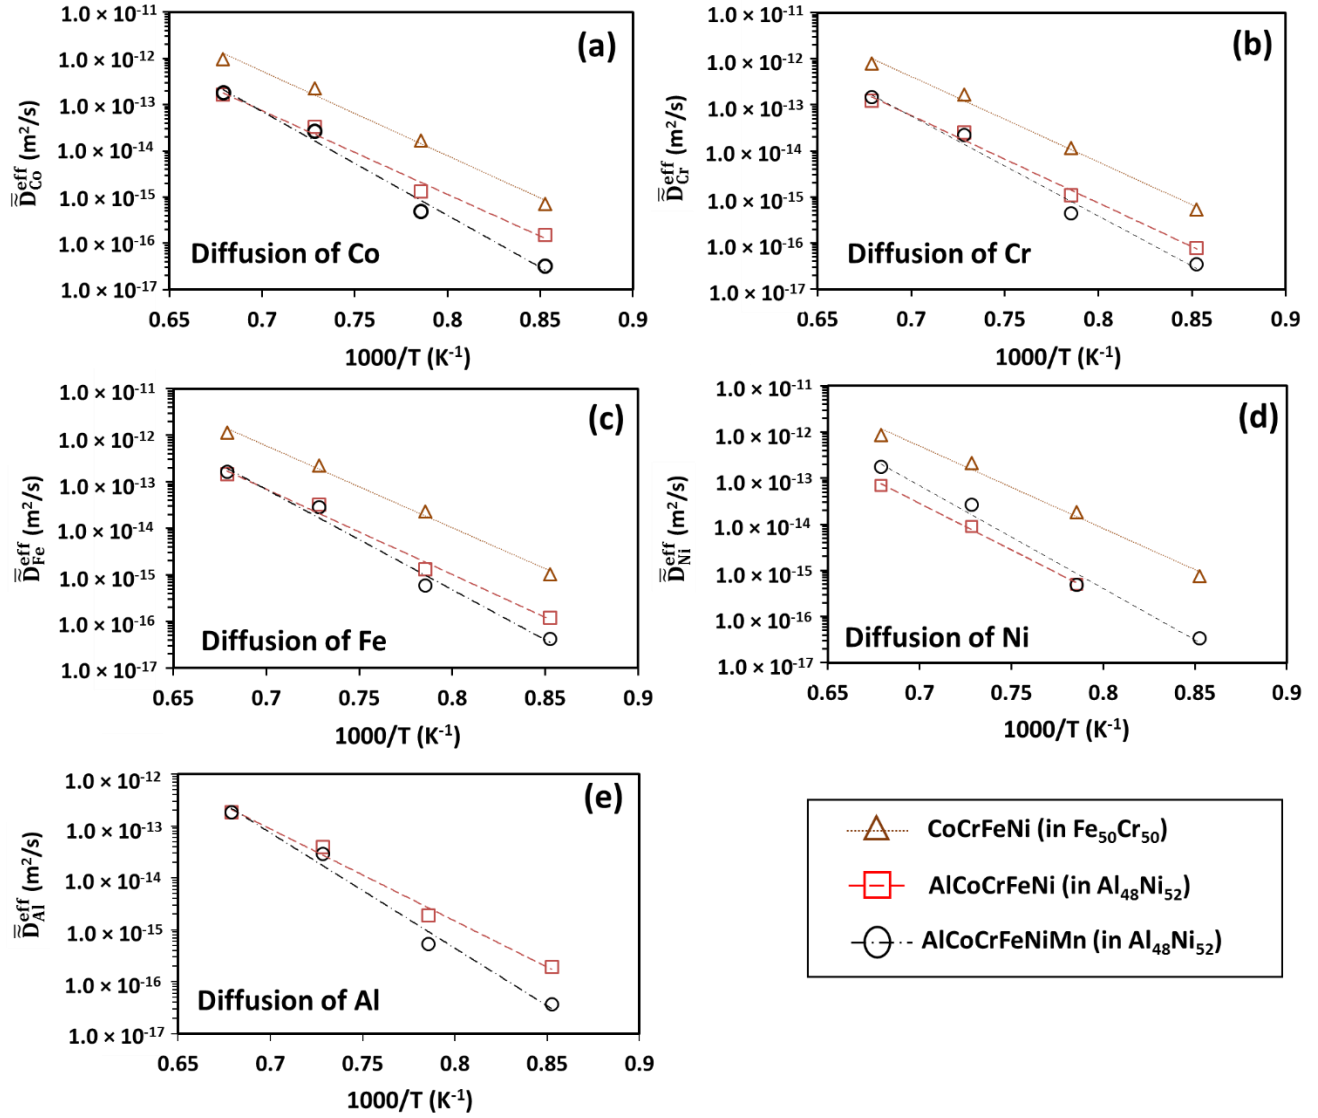 (a)
1.0 × 10⁻¹¹
1.0 × 10⁻¹²
1.0 × 10⁻¹³
1.0 × 10⁻¹⁴
1.0 × 10⁻¹⁵
1.0 × 10⁻¹⁶
1.0 × 10⁻¹⁷
D̿̃ᵉᶠᶠ_Co (m²/s)
Diffusion of Co
0.65 0.7 0.75 0.8 0.85 0.9
1000/T (K⁻¹)
(b)
1.0 × 10⁻¹¹
1.0 × 10⁻¹²
1.0 × 10⁻¹³
1.0 × 10⁻¹⁴
1.0 × 10⁻¹⁵
1.0 × 10⁻¹⁶
1.0 × 10⁻¹⁷
D̿̃ᵉᶠᶠ_Cr (m²/s)
Diffusion of Cr
0.65 0.7 0.75 0.8 0.85 0.9
1000/T (K⁻¹)
(c)
1.0 × 10⁻¹¹
1.0 × 10⁻¹²
1.0 × 10⁻¹³
1.0 × 10⁻¹⁴
1.0 × 10⁻¹⁵
1.0 × 10⁻¹⁶
1.0 × 10⁻¹⁷
D̿̃ᵉᶠᶠ_Fe (m²/s)
Diffusion of Fe
0.65 0.7 0.75 0.8 0.85 0.9
1000/T (K⁻¹)
(d)
1.0 × 10⁻¹¹
1.0 × 10⁻¹²
1.0 × 10⁻¹³
1.0 × 10⁻¹⁴
1.0 × 10⁻¹⁵
1.0 × 10⁻¹⁶
1.0 × 10⁻¹⁷
D̿̃ᵉᶠᶠ_Ni (m²/s)
Diffusion of Ni
0.65 0.7 0.75 0.8 0.85 0.9
1000/T (K⁻¹)
(e)
1.0 × 10⁻¹²
1.0 × 10⁻¹³
1.0 × 10⁻¹⁴
1.0 × 10⁻¹⁵
1.0 × 10⁻¹⁶
1.0 × 10⁻¹⁷
D̿̃ᵉᶠᶠ_Al (m²/s)
Diffusion of Al
0.65 0.7 0.75 0.8 0.85 0.9
1000/T (K⁻¹)
CoCrFeNi (in Fe₅₀Cr₅₀)
AlCoCrFeNi (in Al₄₈Ni₅₂)
AlCoCrFeNiMn (in Al₄₈Ni₅₂)